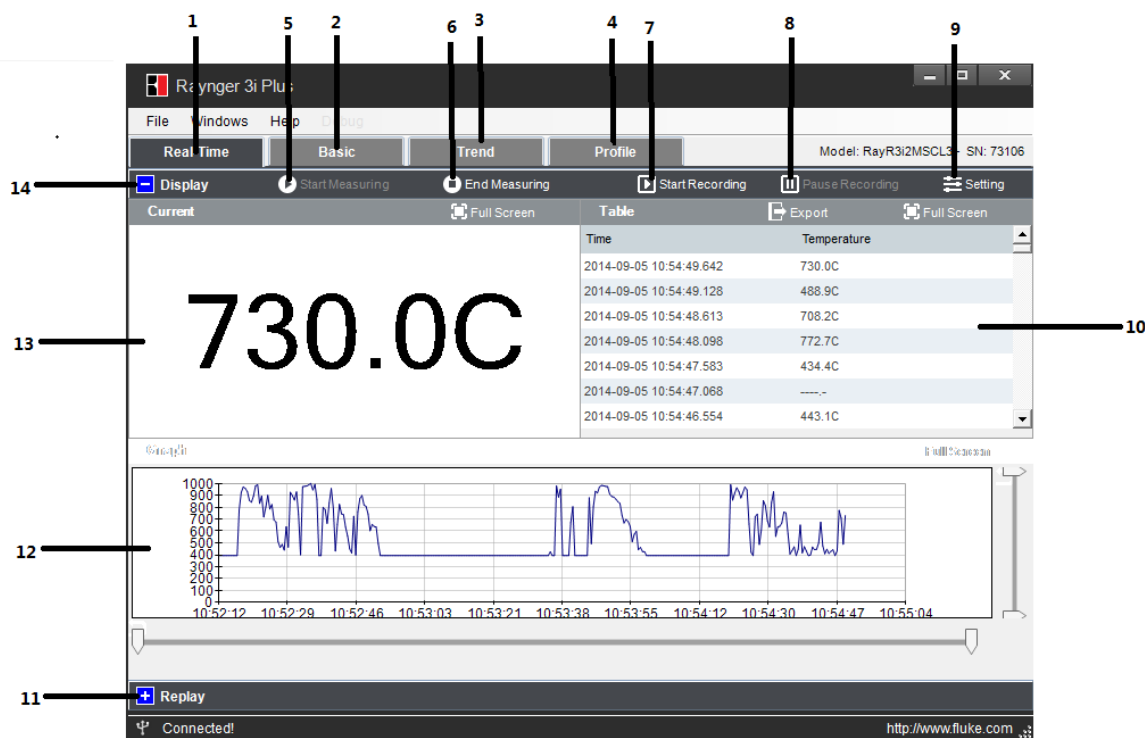 1 5 2 6 3 4 7 8 9
Raynger 3i Plus
File Windows Help Debug
Real Time Basic Trend Profile Model: RayR3i2MSCL3 - SN: 73106
14 Display Start Measuring End Measuring Start Recording Pause Recording Setting
Current Full Screen Table Export Full Screen
Time Temperature
2014-09-05 10:54:49.642 730.0C
2014-09-05 10:54:49.128 488.9C
2014-09-05 10:54:48.613 708.2C
10
13 730.0C
2014-09-05 10:54:48.098 772.7C
2014-09-05 10:54:47.583 434.4C
2014-09-05 10:54:47.068 ----.-
2014-09-05 10:54:46.554 443.1C
Graph Full Screen
1000
900
800
700
600
500
12 400
300
200
100
0
10:52:12 10:52:29 10:52:46 10:53:03 10:53:21 10:53:38 10:53:55 10:54:12 10:54:30 10:54:47 10:55:04
11 Replay
Connected! http://www.fluke.com